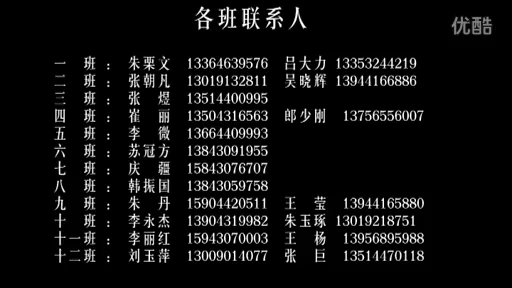 各班联系人
优酷
一班：朱栗文 13364639576 吕大力 13353244219
二班：张朝凡 13019132811 吴晓辉 13944166886
三班：张煜 13514400995
四班：崔丽 13504316563 郎少刚 13756556007
五班：李微 13664409993
六班：苏冠方 13843091955
七班：庆疆 15843076707
八班：韩振国 13843059758
九班：朱丹 15904420511 王莹 13944165880
十班：李永杰 13904319982 朱玉琢 13019218751
十一班：李丽红 15943070003 王杨 13956895988
十二班：刘玉萍 13009014077 张巨 13514470118